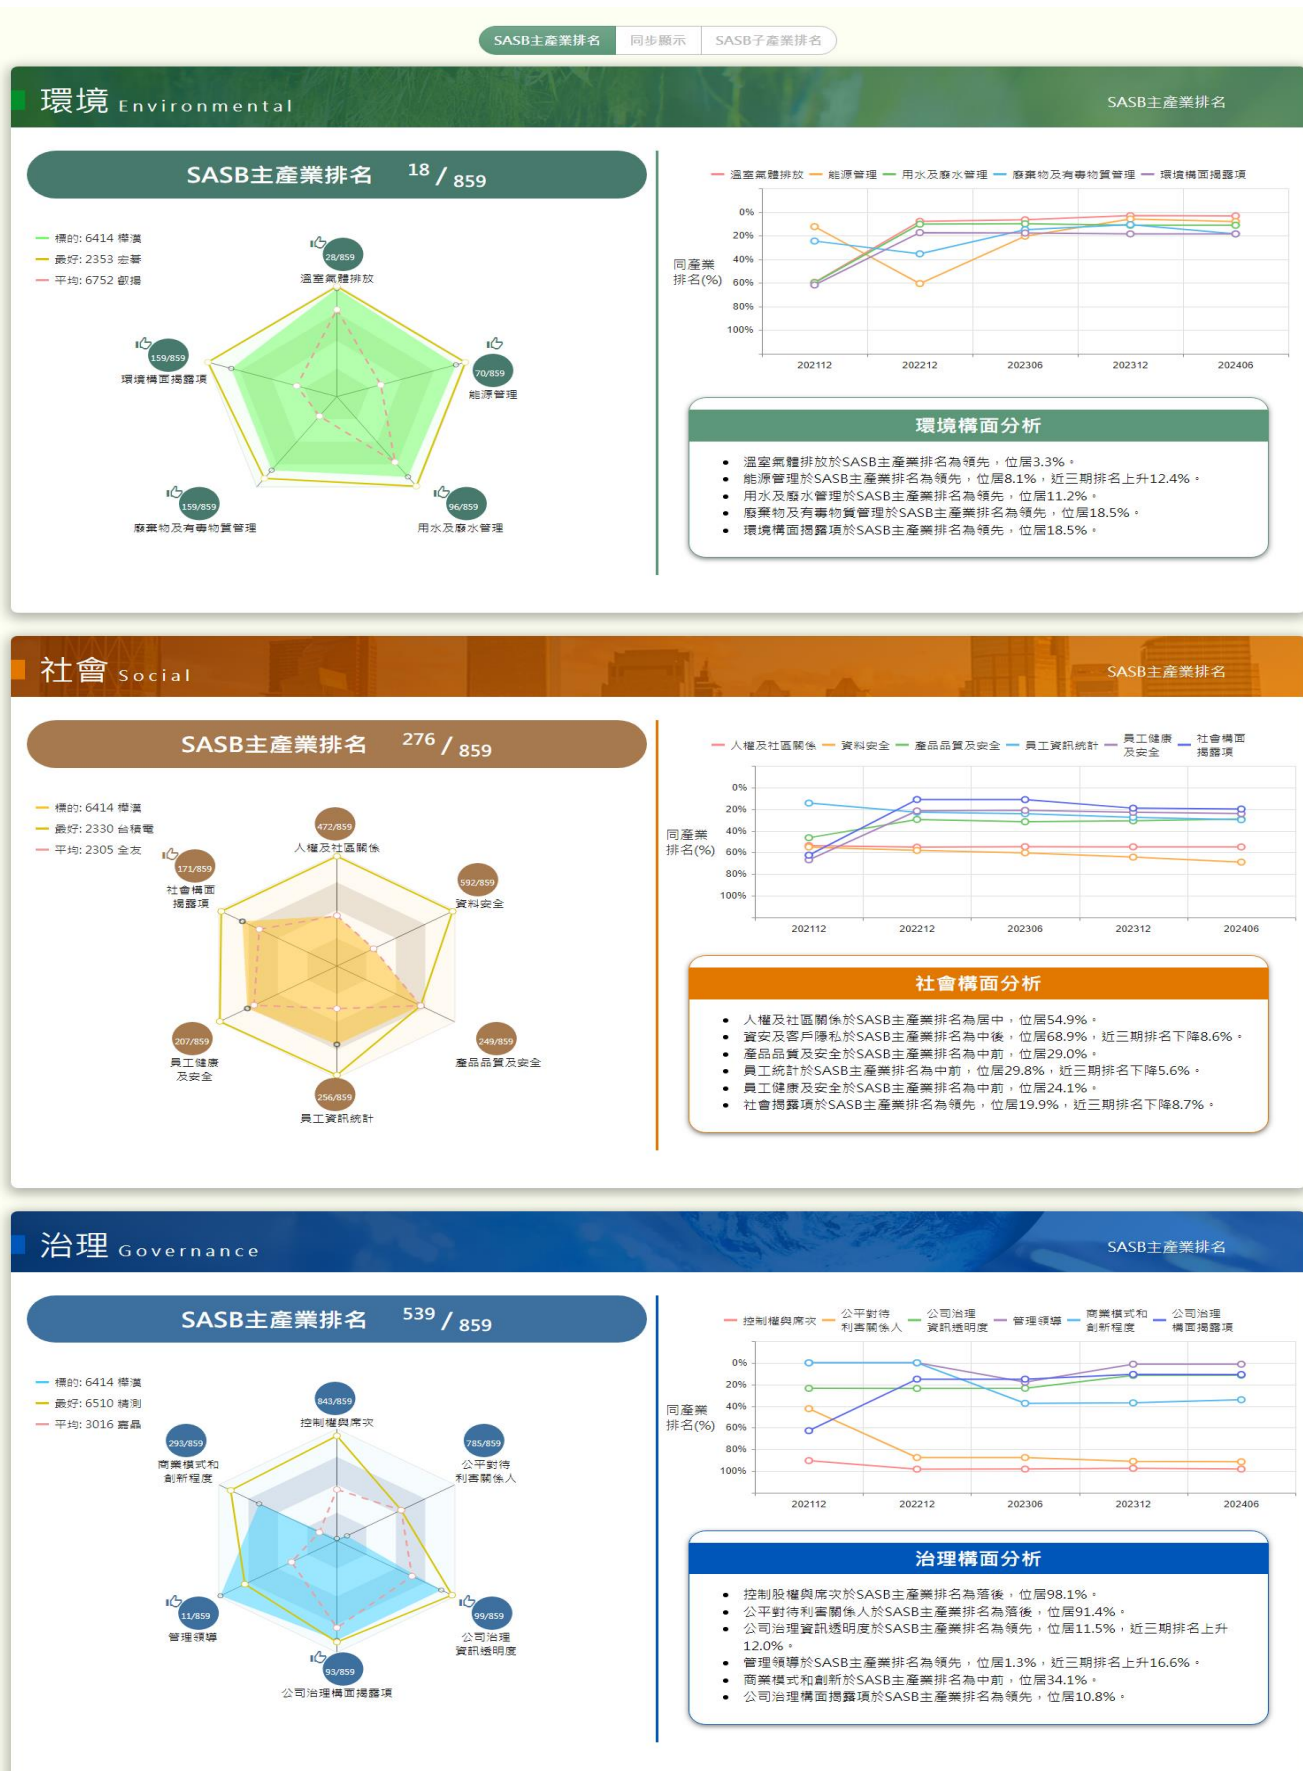 SASB主產業排名 同步顯示 SASB子產業排名
環境 Environmental
SASB主產業排名
SASB主產業排名 18 / 859
標的: 6414 樺漢
最好: 2353 宏碁
平均: 6752 叡揚
28/859
溫室氣體排放
70/859
能源管理
96/859
用水及廢水管理
159/859
廢棄物及有毒物質管理
159/859
環境構面揭露項
溫室氣體排放 能源管理 用水及廢水管理 廢棄物及有毒物質管理 環境構面揭露項
同產業
排名(%)
0%
20%
40%
60%
80%
100%
202112 202212 202306 202312 202406
環境構面分析
• 溫室氣體排放於SASB主產業排名為領先，位居3.3%。
• 能源管理於SASB主產業排名為領先，位居8.1%，近三期排名上升12.4%。
• 用水及廢水管理於SASB主產業排名為領先，位居11.2%。
• 廢棄物及有毒物質管理於SASB主產業排名為領先，位居18.5%。
• 環境構面揭露項於SASB主產業排名為領先，位居18.5%。
社會 Social
SASB主產業排名
SASB主產業排名 276 / 859
標的: 6414 樺漢
最好: 2330 台積電
平均: 2305 全友
472/859
人權及社區關係
592/859
資料安全
249/859
產品品質及安全
256/859
員工資訊統計
207/859
員工健康
及安全
171/859
社會構面
揭露項
人權及社區關係 資料安全 產品品質及安全 員工資訊統計 員工健康
及安全 社會構面
揭露項
同產業
排名(%)
0%
20%
40%
60%
80%
100%
202112 202212 202306 202312 202406
社會構面分析
• 人權及社區關係於SASB主產業排名為居中，位居54.9%。
• 資安及客戶隱私於SASB主產業排名為中後，位居68.9%，近三期排名下降8.6%。
• 產品品質及安全於SASB主產業排名為中前，位居29.0%。
• 員工統計於SASB主產業排名為中前，位居29.8%，近三期排名下降5.6%。
• 員工健康及安全於SASB主產業排名為中前，位居24.1%。
• 社會揭露項於SASB主產業排名為領先，位居19.9%，近三期排名下降8.7%。
治理 Governance
SASB主產業排名
SASB主產業排名 539 / 859
標的: 6414 樺漢
最好: 6510 精測
平均: 3016 嘉晶
843/859
控制權與席次
785/859
公平對待
利害關係人
99/859
公司治理
資訊透明度
93/859
公司治理構面揭露項
11/859
管理領導
293/859
商業模式和
創新程度
控制權與席次 公平對待
利害關係人 公司治理
資訊透明度 管理領導 商業模式和
創新程度 公司治理
構面揭露項
同產業
排名(%)
0%
20%
40%
60%
80%
100%
202112 202212 202306 202312 202406
治理構面分析
• 控制股權與席次於SASB主產業排名為落後，位居98.1%。
• 公平對待利害關係人於SASB主產業排名為落後，位居91.4%。
• 公司治理資訊透明度於SASB主產業排名為領先，位居11.5%，近三期排名上升
12.0%。
• 管理領導於SASB主產業排名為領先，位居1.3%，近三期排名上升16.6%。
• 商業模式和創新於SASB主產業排名為中前，位居34.1%。
• 公司治理構面揭露項於SASB主產業排名為領先，位居10.8%。